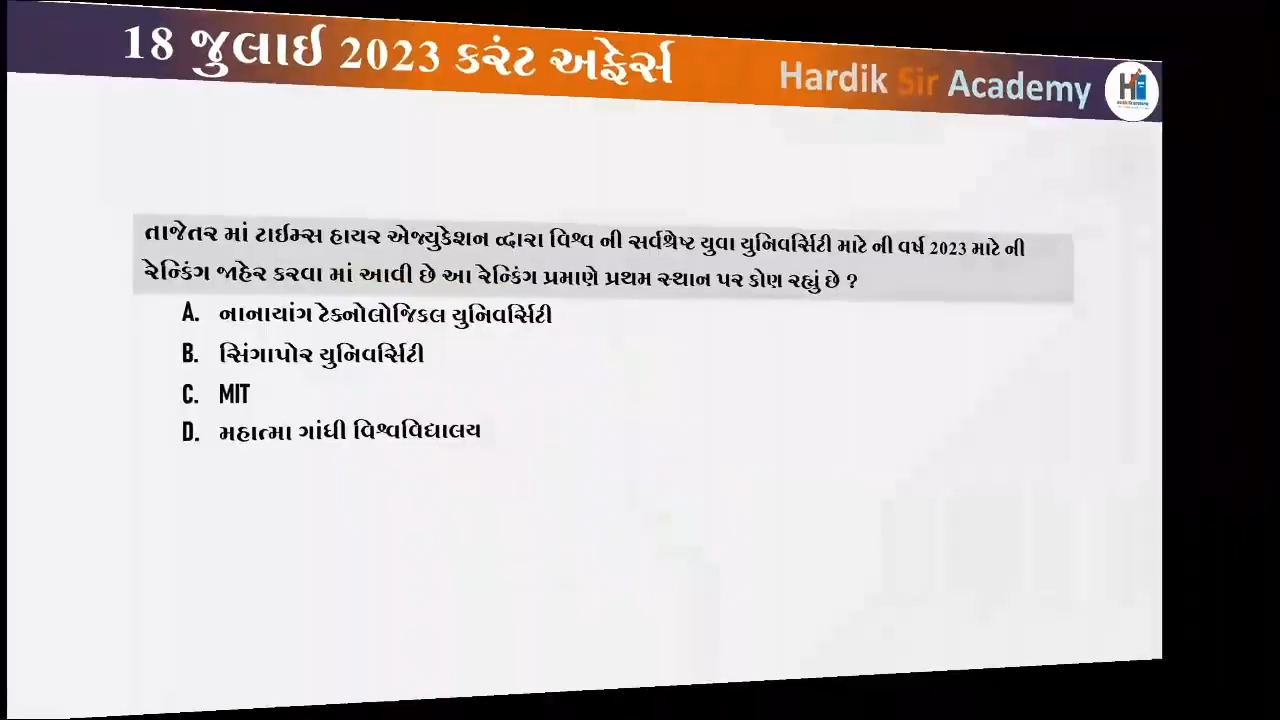 18 જુલાઈ 2023 કરંટ અફેર્સ
Hardik Sir Academy
તાજેતર માં ટાઈમ્સ હાયર એજ્યુકેશન વ્દારા વિશ્વ ની સર્વશ્રેષ્ટ યુવા યુનિવર્સિટી માટે ની વર્ષ 2023 માટે ની
રેન્કિંગ જાહેર કરવા માં આવી છે આ રેન્કિંગ પ્રમાણે પ્રથમ સ્થાન પર કોણ રહ્યું છે ?
A. નાનાયાંગ ટેક્નોલોજિકલ યુનિવર્સિટી
B. સિંગાપોર યુનિવર્સિટી
C. MIT
D. મહાત્મા ગાંધી વિશ્વવિદ્યાલય